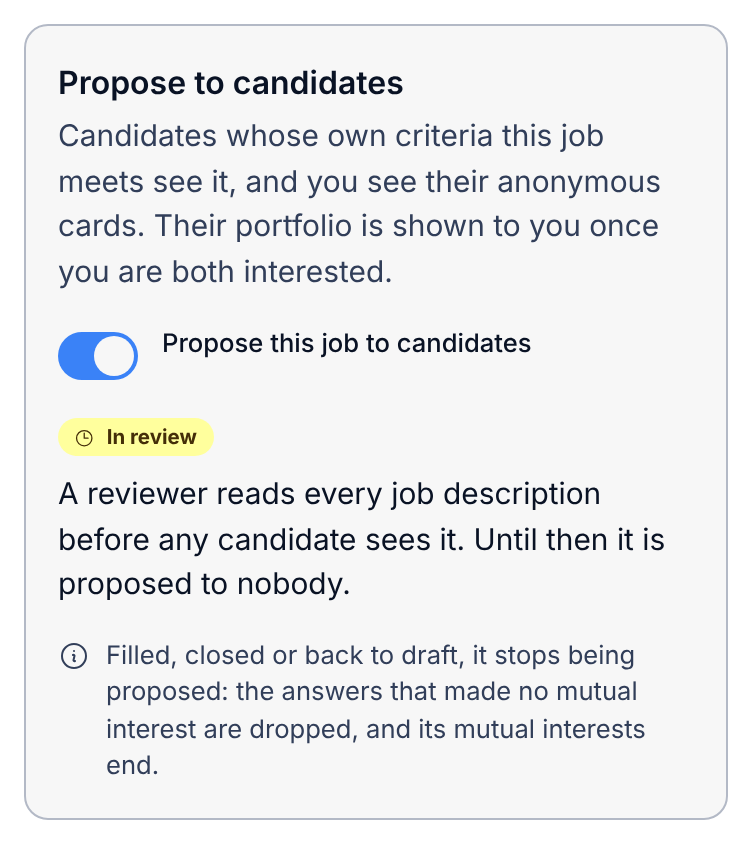 Propose to candidates
Candidates whose own criteria this job
meets see it, and you see their anonymous
cards. Their portfolio is shown to you once
you are both interested.
Propose this job to candidates
In review
A reviewer reads every job description
before any candidate sees it. Until then it is
proposed to nobody.
Filled, closed or back to draft, it stops being
proposed: the answers that made no mutual
interest are dropped, and its mutual interests
end.